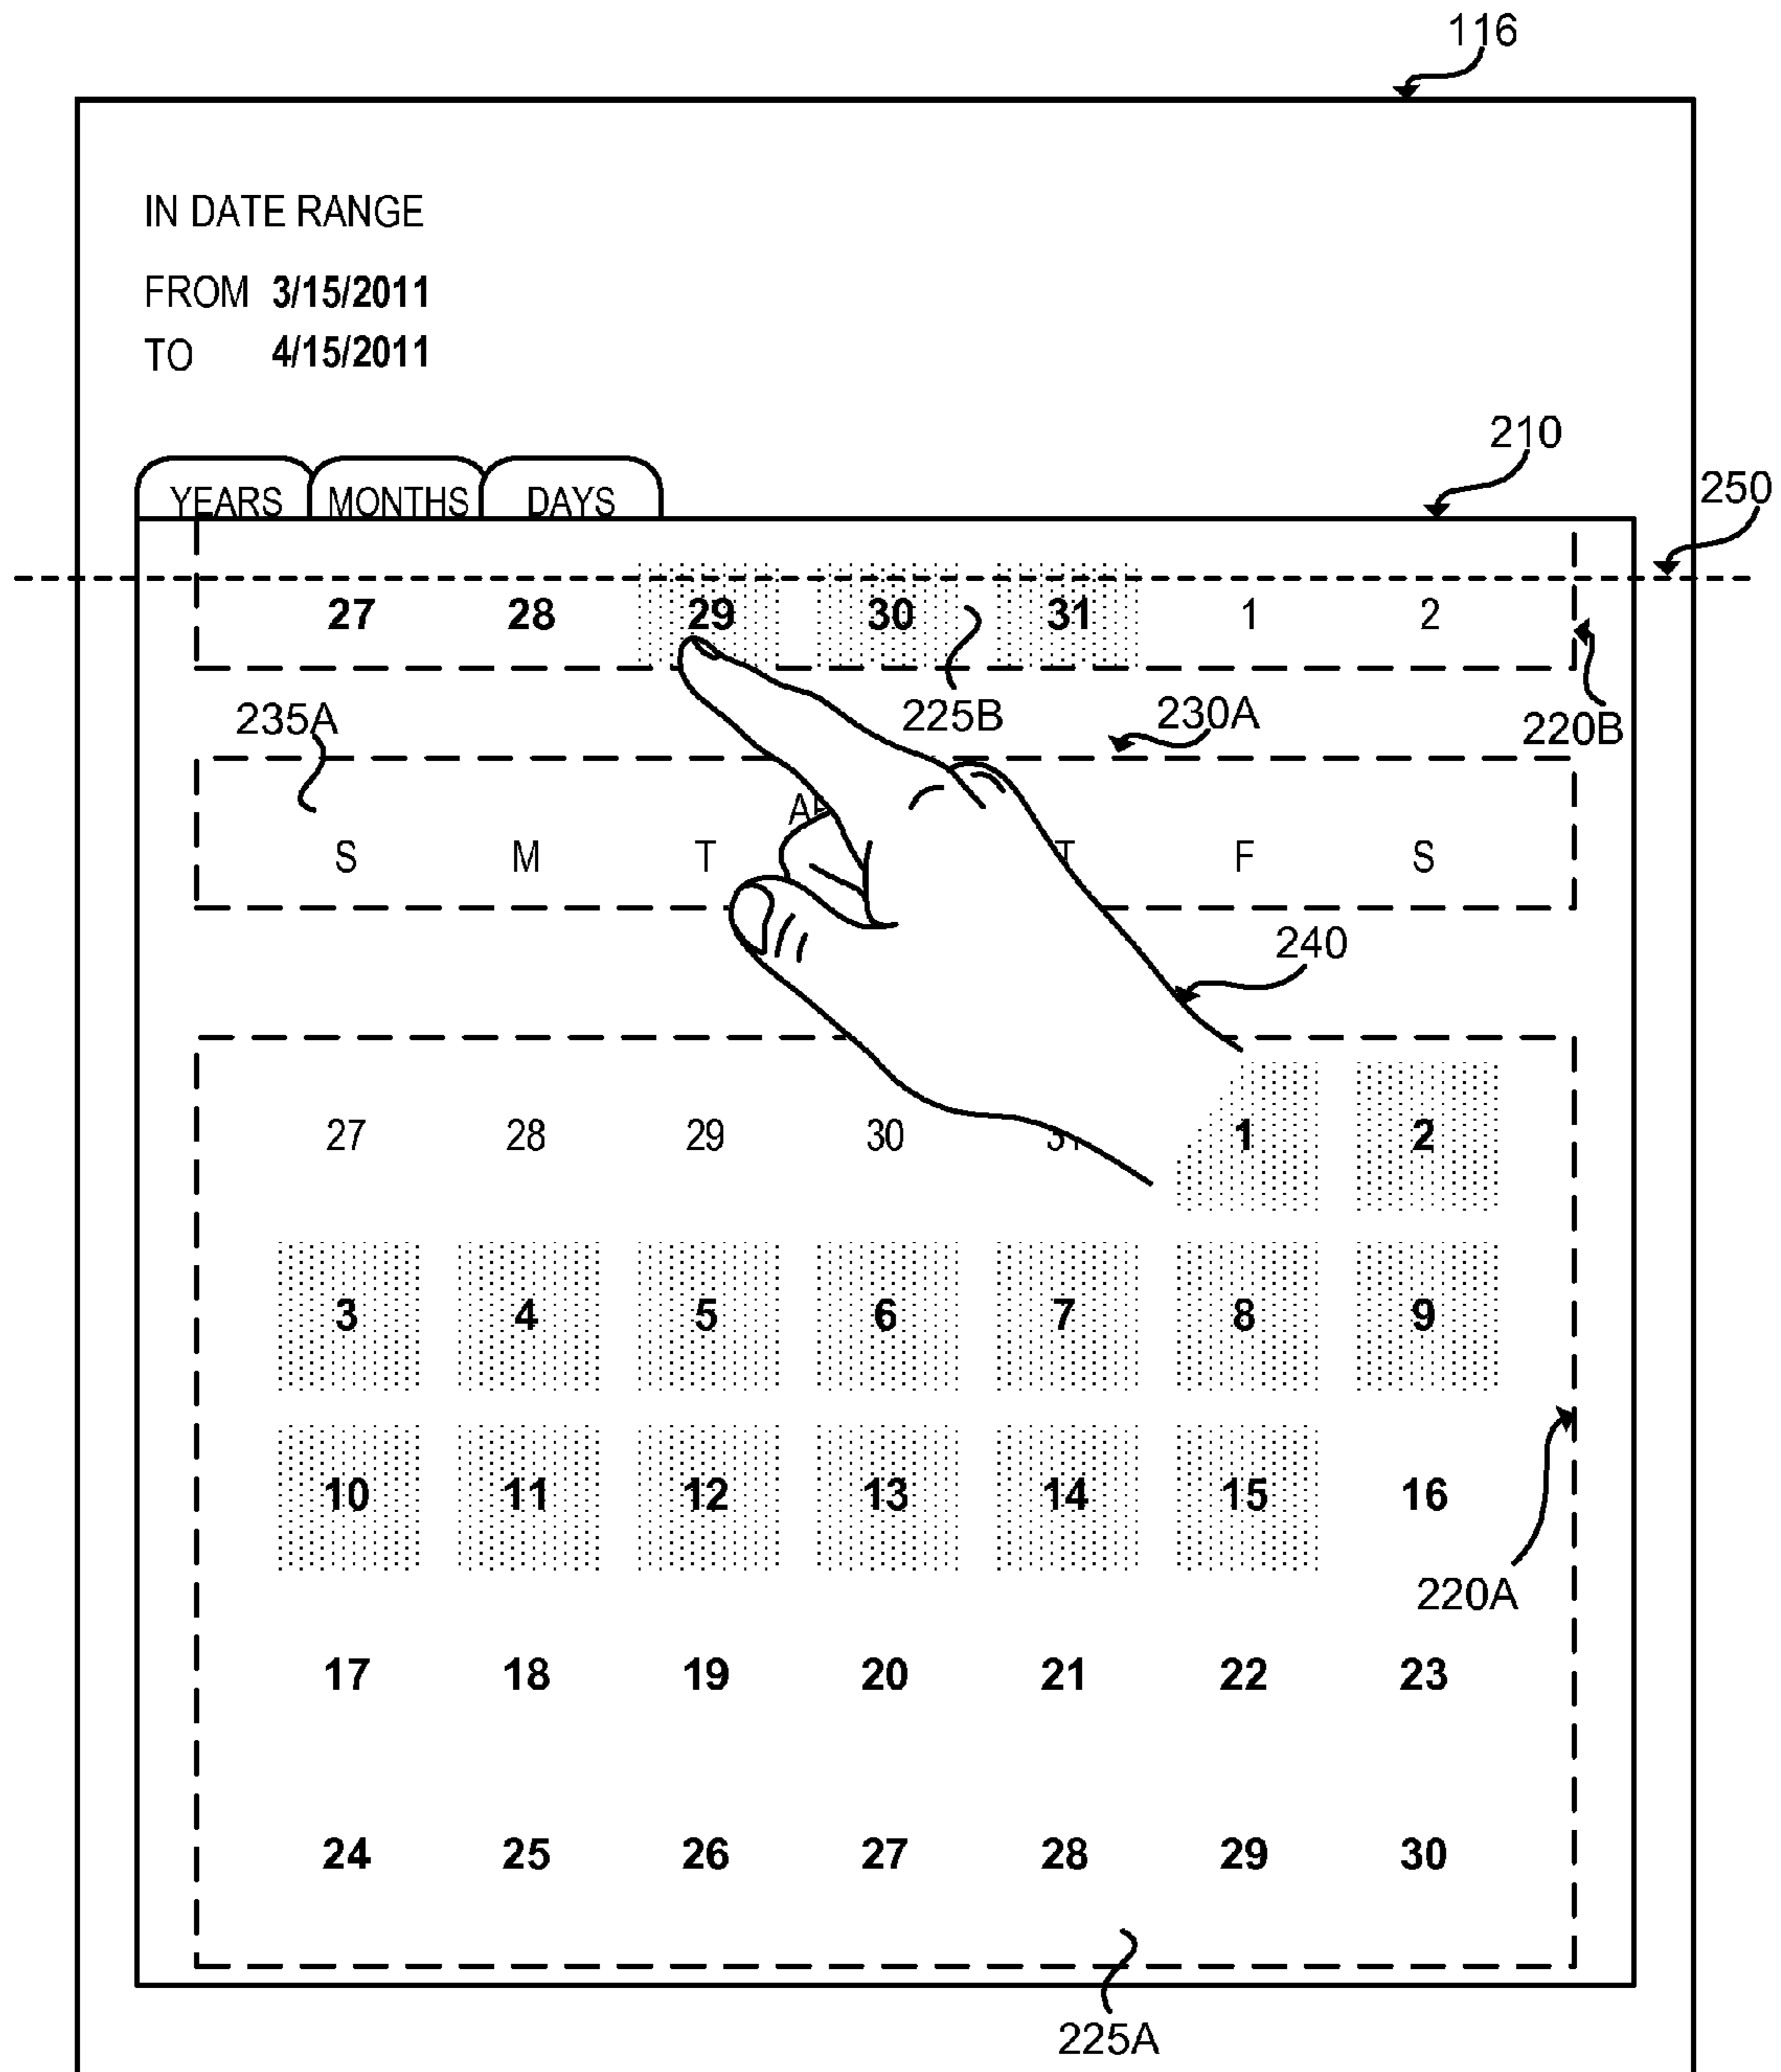 116
IN DATE RANGE
FROM 3/15/2011
TO 4/15/2011
210
250
YEARS MONTHS DAYS
27 28 29 30 31 1 2
235A 225B 230A 220B
S M T T F S
240
27 28 29 30 31 1 2
3 4 5 6 7 8 9
10 11 12 13 14 15 16
220A
17 18 19 20 21 22 23
24 25 26 27 28 29 30
225A